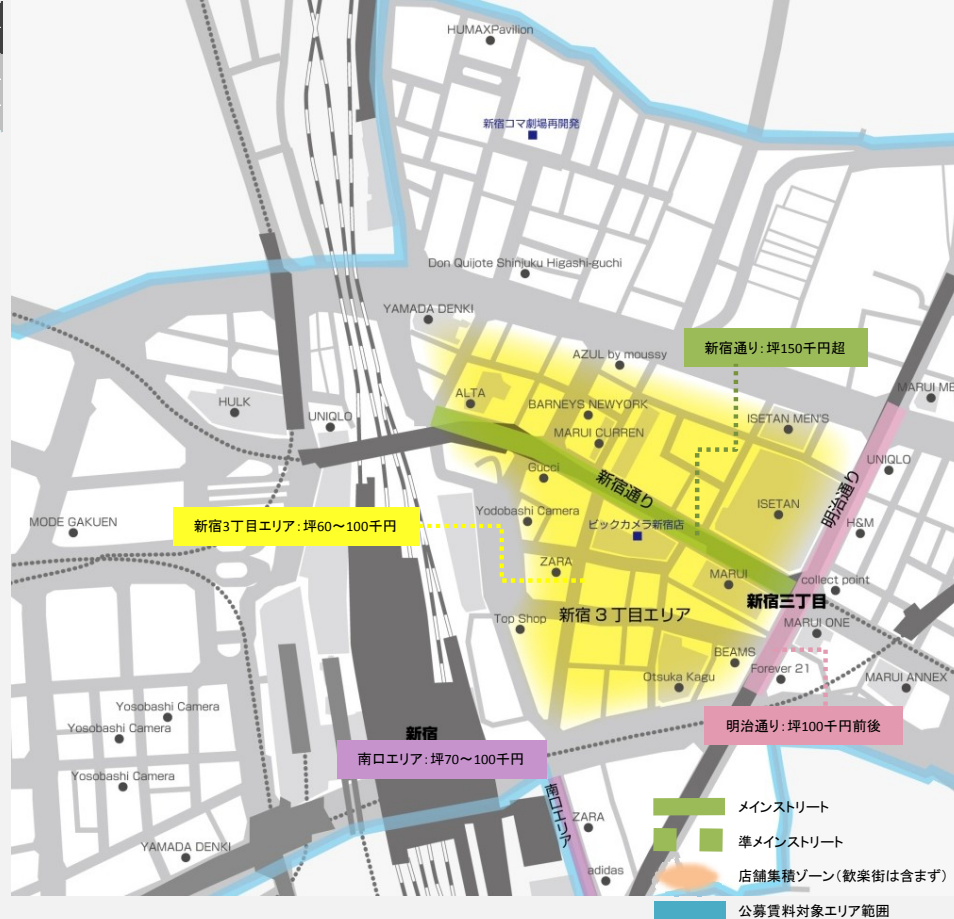 HUMAXPavilion
新宿コマ劇場再開発
Don Quijote Shinjuku Higashi-guchi
YAMADA DENKI
新宿通り：坪150千円超
AZUL by moussy
MARUI ME
HULK
UNIQLO
ALTA
BARNEYS NEWYORK
MARUI CURREN
ISETAN MEN'S
Gucci
新宿通り
UNIQLO
明治通り
MODE GAKUEN
新宿3丁目エリア：坪60～100千円
Yodobashi Camera
ビックカメラ新宿店
ISETAN
H&M
ZARA
MARUI
collect point
新宿三丁目
Top Shop
新宿３丁目エリア
MARUI ONE
BEAMS
Forever 21
Otsuka Kagu
MARUI ANNEX
Yosobashi Camera
Yosobashi Camera
新宿
明治通り：坪100千円前後
南口エリア：坪70～100千円
Yosobashi Camera
南口エリア
ZARA
YAMADA DENKI
adidas
メインストリート
準メインストリート
店舗集積ゾーン（歓楽街は含まず）
公募賃料対象エリア範囲